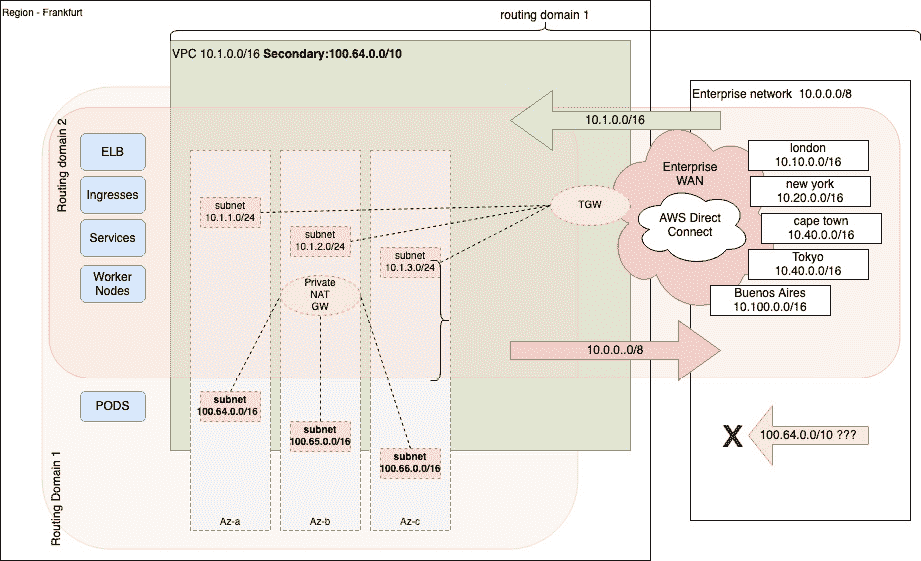 Region - Frankfurt
routing domain 1
VPC 10.1.0.0/16 Secondary:100.64.0.0/10
Enterprise network 10.0.0.0/8
10.1.0.0/16
Routing domain 2
ELB
Ingresses
Services
Worker
Nodes
PODS
Routing Domain 1
subnet
10.1.1.0/24
subnet
10.1.2.0/24
subnet
10.1.3.0/24
Private
NAT
GW
TGW
Enterprise
WAN
AWS Direct
Connect
london
10.10.0.0/16
new york
10.20.0.0/16
cape town
10.40.0.0/16
Tokyo
10.40.0.0/16
Buenos Aires
10.100.0.0/16
10.0.0..0/8
subnet
100.64.0.0/16
subnet
100.65.0.0/16
subnet
100.66.0.0/16
X
100.64.0.0/10 ???
Az-a
Az-b
Az-c